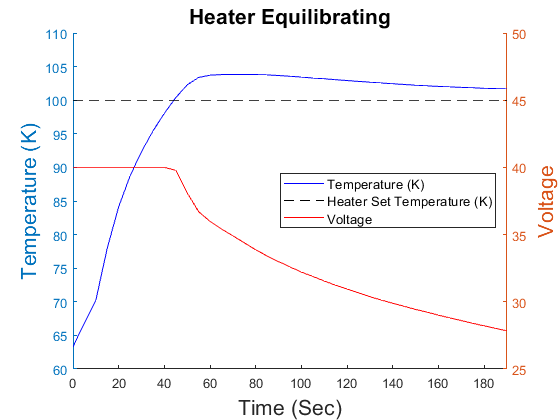 Heater Equilibrating
110
105
100
95
90
85
80
75
70
65
60
Temperature (K)
50
45
40
35
30
25
Voltage
Temperature (K)
Heater Set Temperature (K)
Voltage
0 20 40 60 80 100 120 140 160 180
Time (Sec)